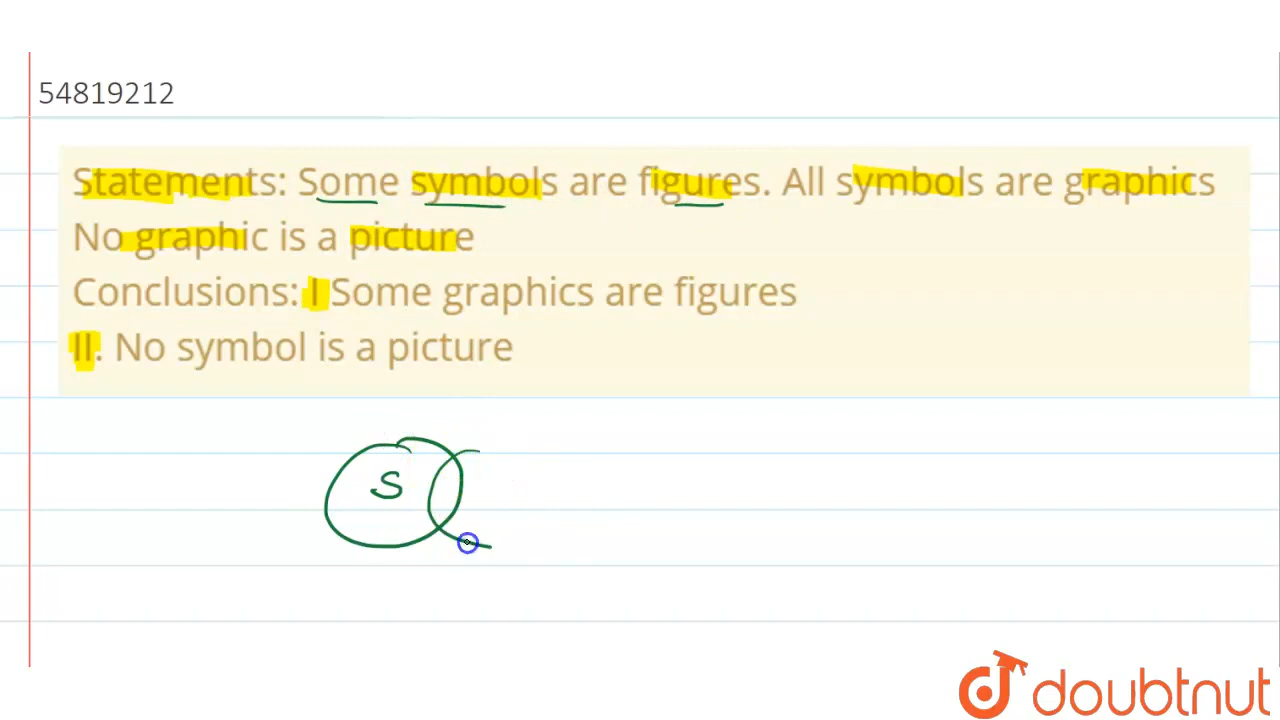 54819212
Statements: Some symbols are figures. All symbols are graphics
No graphic is a picture
Conclusions: I Some graphics are figures
II. No symbol is a picture
S
doubtnut